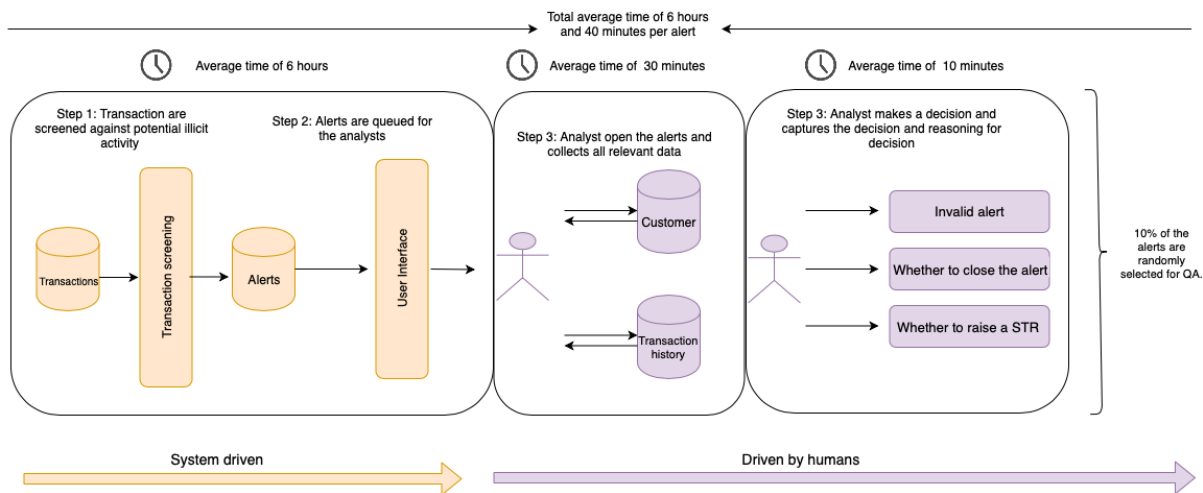 Total average time of 6 hours
and 40 minutes per alert
Average time of 6 hours
Average time of  30 minutes
Average time of  10 minutes
Step 1: Transaction are
screened against potential illicit
activity
Step 2: Alerts are queued for
the analysts
Transactions
Transaction screening
Alerts
User Interface
Step 3: Analyst open the alerts and
collects all relevant data
Customer
Transaction
history
Step 3: Analyst makes a decision and
captures the decision and reasoning for
decision
Invalid alert
Whether to close the alert
Whether to raise a STR
10% of the
alerts are
randomly
selected for QA.
System driven
Driven by humans